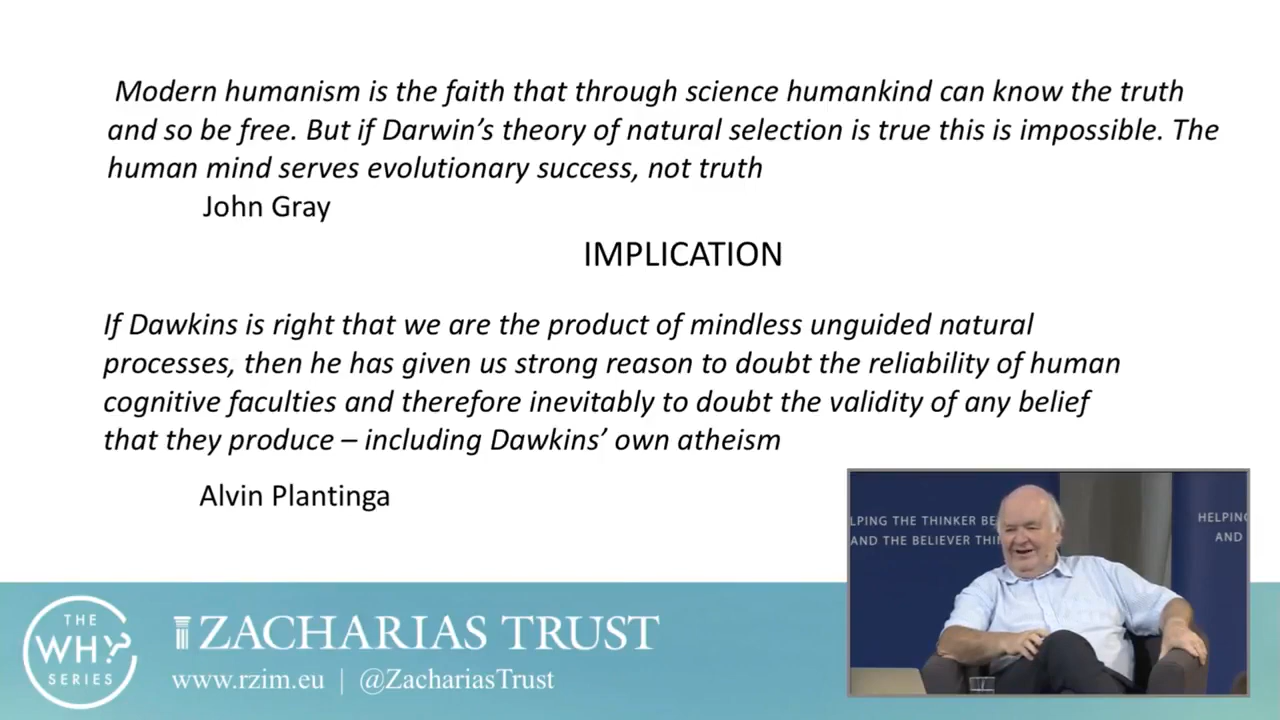 Modern humanism is the faith that through science humankind can know the truth
and so be free. But if Darwin’s theory of natural selection is true this is impossible. The
human mind serves evolutionary success, not truth
John Gray
IMPLICATION
If Dawkins is right that we are the product of mindless unguided natural
processes, then he has given us strong reason to doubt the reliability of human
cognitive faculties and therefore inevitably to doubt the validity of any belief
that they produce – including Dawkins’ own atheism
Alvin Plantinga
LPING THE THINKER BE
AND THE BELIEVER THI
HELPING
AND
THE
WHY?
SERIES
ZACHARIAS TRUST
www.rzim.eu | @ZachariasTrust